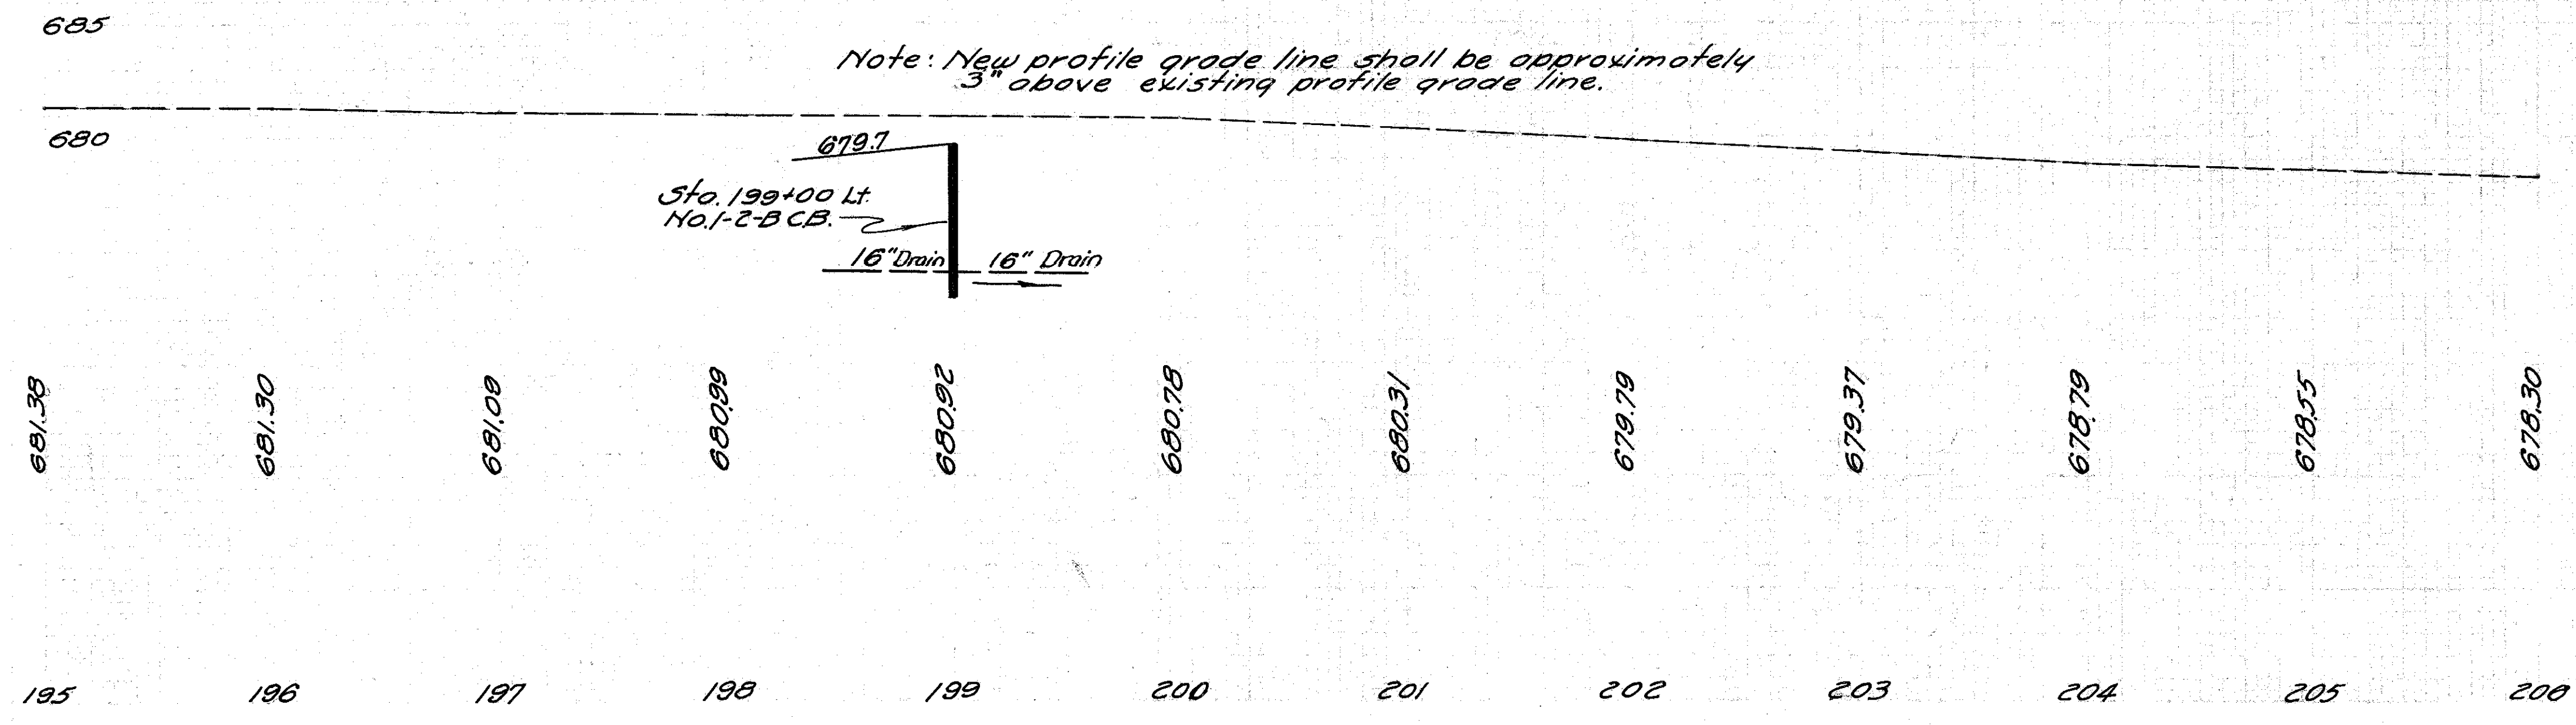 685
Note: New profile grade line shall be approximately
3" above existing profile grade line.
680
679.7
Sta. 199+00 Lt.
No.1-2-B C.B.
16" Drain 16" Drain
681.38 681.30 681.09 680.99 680.92 680.78 680.31 679.79 679.37 678.79 678.55 678.30
195 196 197 198 199 200 201 202 203 204 205 206